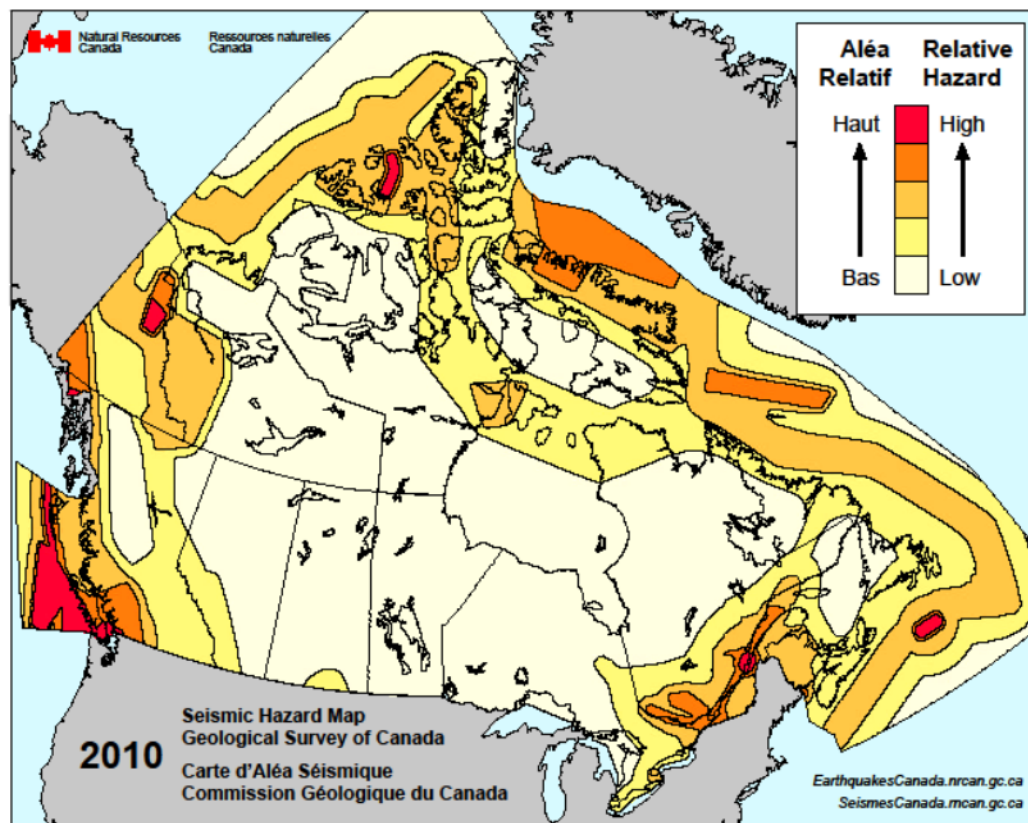 Natural Resources
Canada
Ressources naturelles
Canada
Aléa
Relatif
Relative
Hazard
Haut
High
Bas
Low
2010
Seismic Hazard Map
Geological Survey of Canada
Carte d'Aléa Séismique
Commission Géologique du Canada
EarthquakesCanada.nrcan.gc.ca
SeismesCanada.rncan.gc.ca